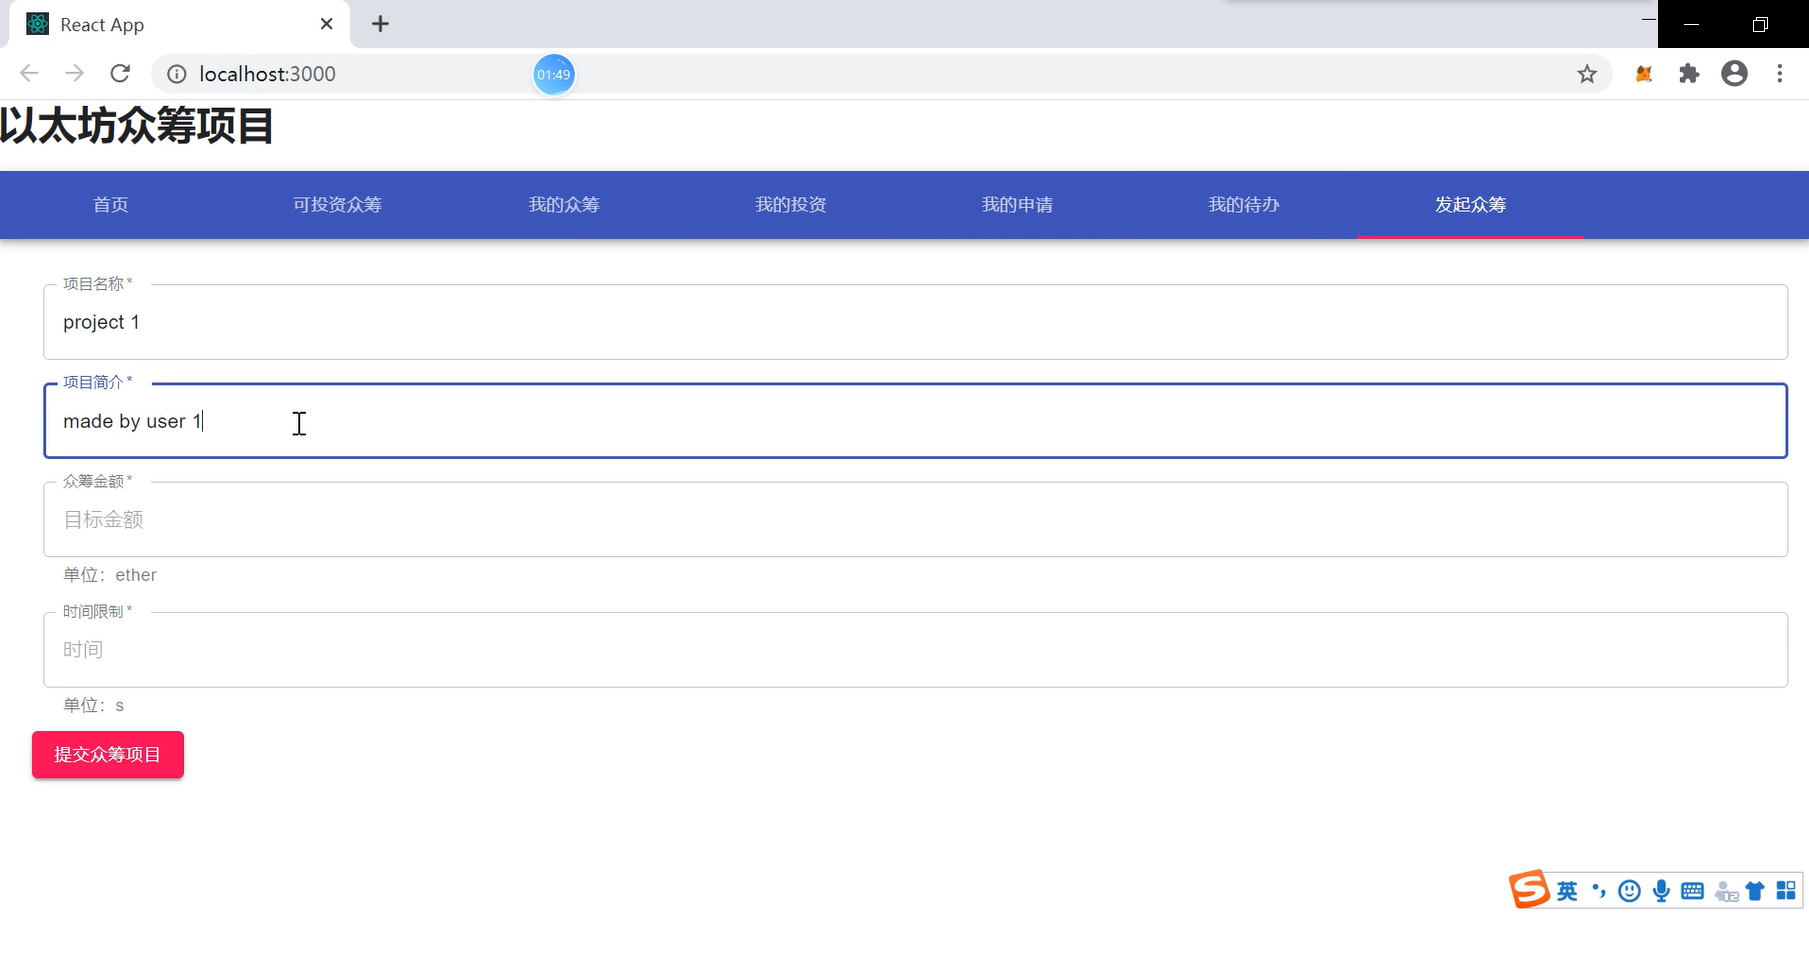 React App
localhost:3000
01:49
以太坊众筹项目
首页 可投资众筹 我的众筹 我的投资 我的申请 我的待办 发起众筹
项目名称 *
project 1
项目简介 *
made by user 1
众筹金额 *
目标金额
单位：ether
时间限制 *
时间
单位：s
提交众筹项目
S 英